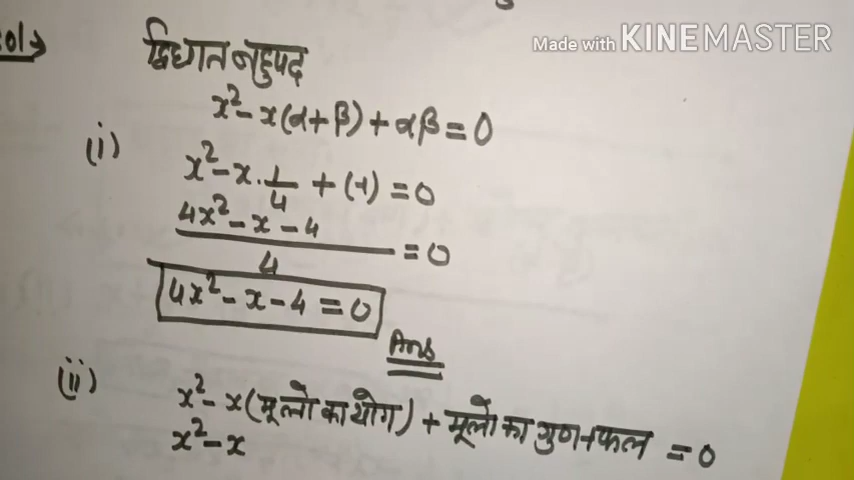 Made with KINEMASTER
Sol→
द्विघात बहुपद
x² - x(α + β) + αβ = 0
(i)
x² - x · 1/4 + (-1) = 0
(4x² - x - 4)/4 = 0
4x² - x - 4 = 0
Ans
(ii)
x² - x (मूलों का योग) + मूलों का गुणनफल = 0
x² - x